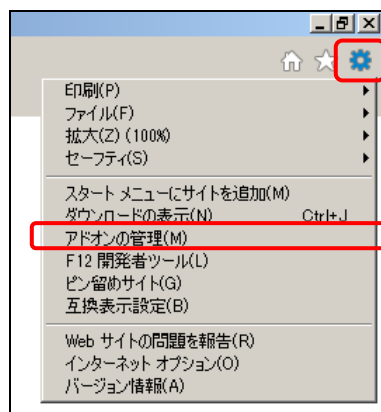 印刷(P)
ファイル(F)
拡大(Z) (100%)
セーフティ(S)
スタート メニューにサイトを追加(M)
ダウンロードの表示(N) Ctrl+J
アドオンの管理(M)
F12 開発者ツール(L)
ピン留めサイト(G)
互換表示設定(B)
Web サイトの問題を報告(R)
インターネット オプション(O)
バージョン情報(A)